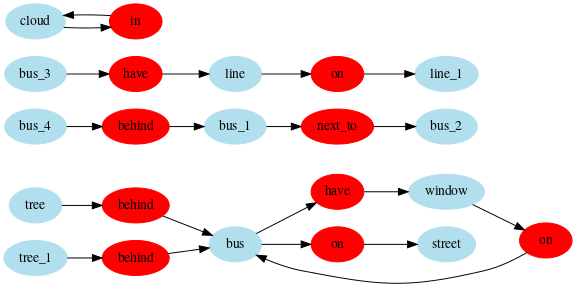 cloud in
bus_3 have line on line_1
bus_4 behind bus_1 next_to bus_2
tree behind have window
bus on street on
tree_1 behind